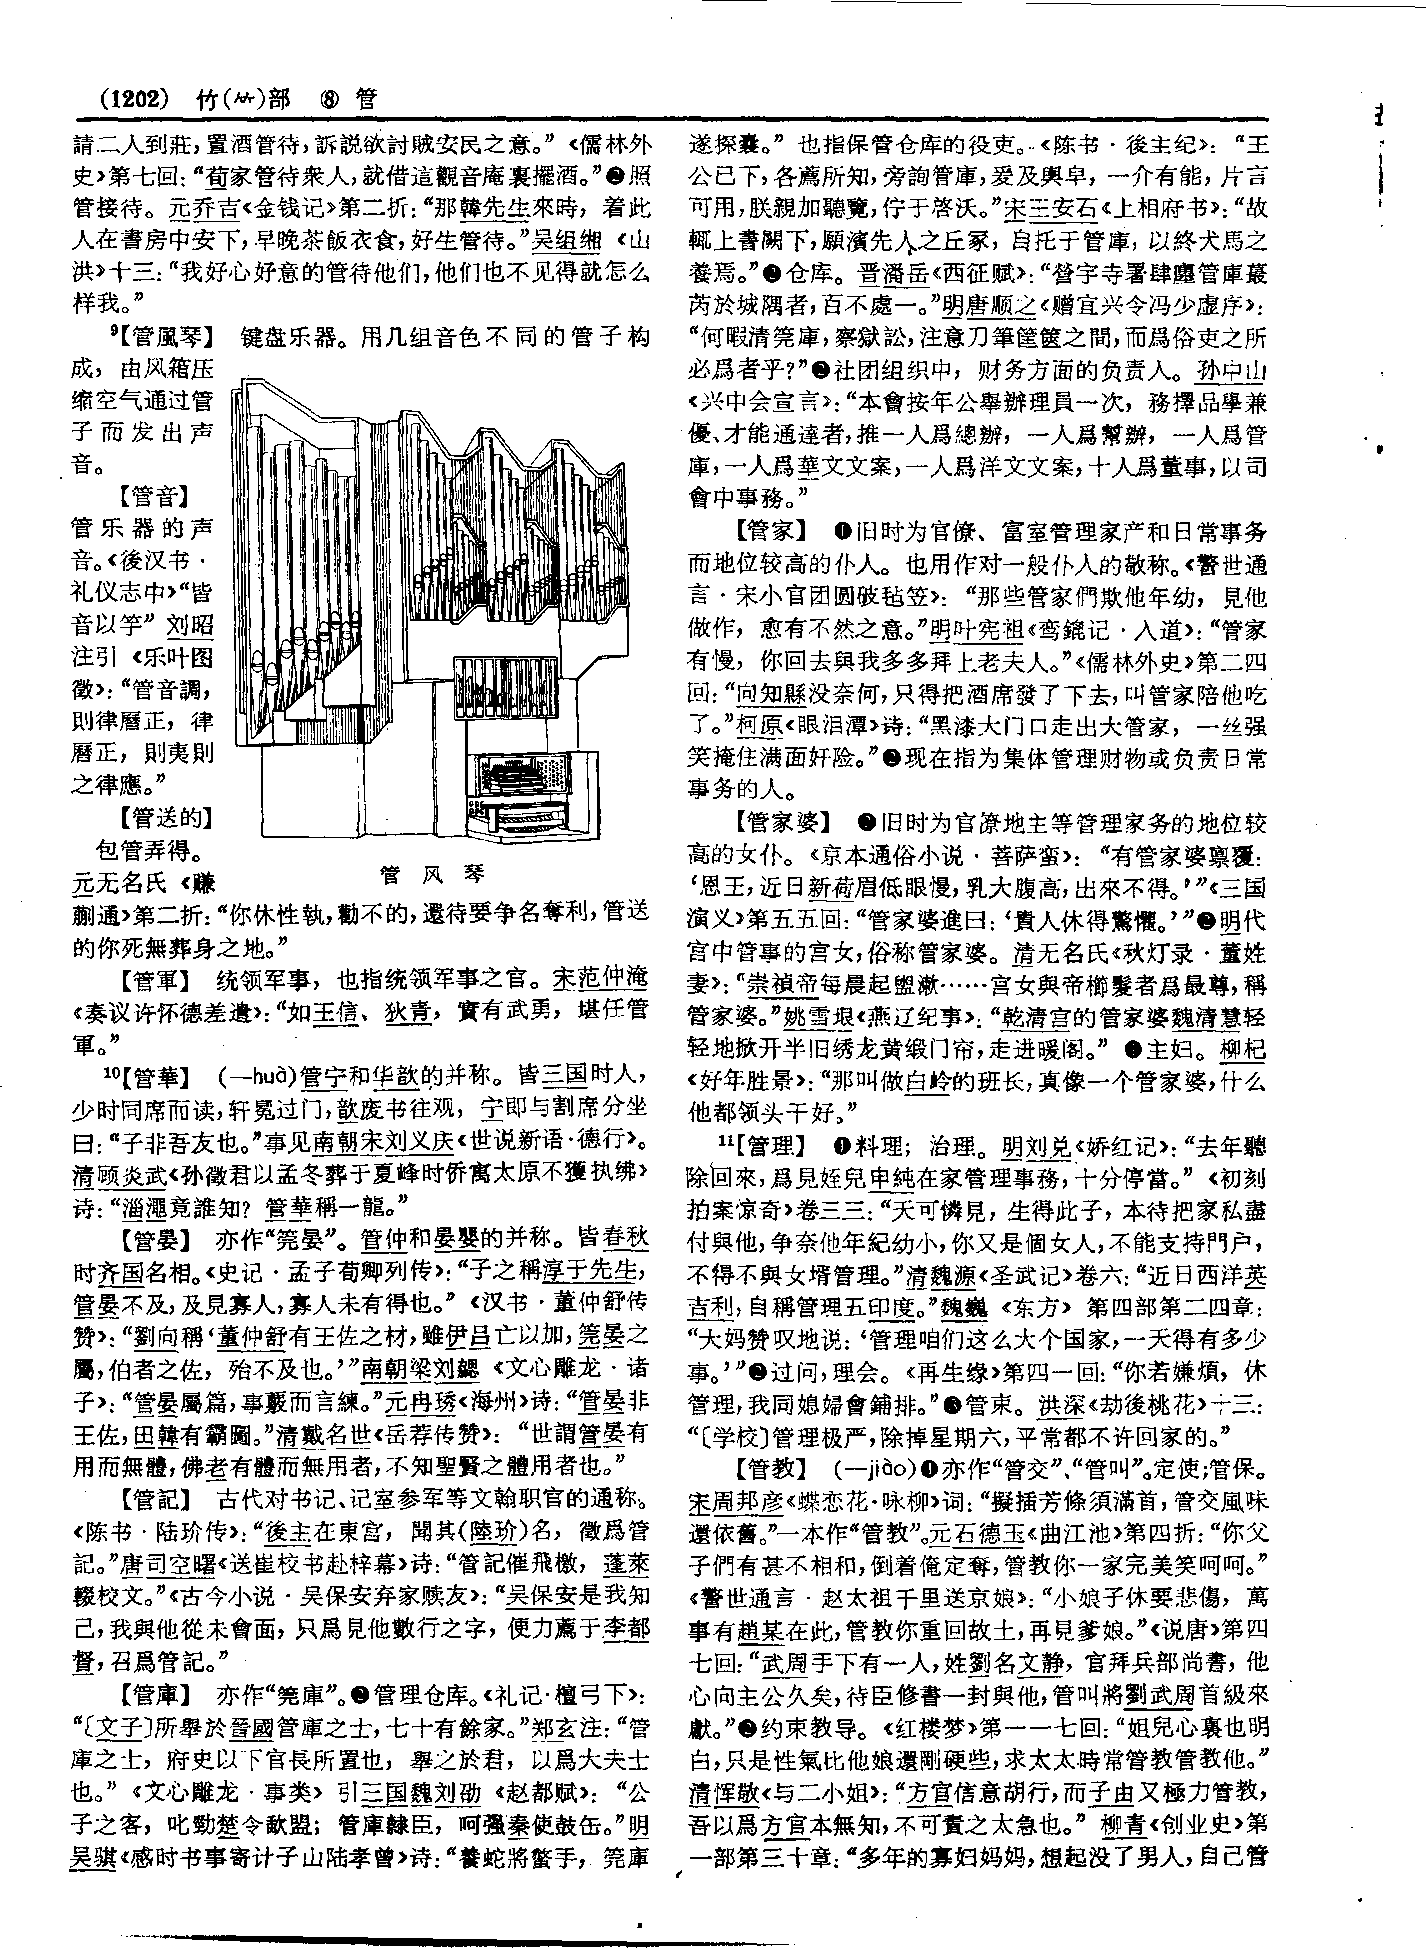 (1202) 竹(⺮)部 ⑧ 管
請二人到莊，置酒管待，訴説欲討賊安民之意。”《儒林外
史》第七回：“荀家管待衆人，就借這觀音庵裏擺酒。”❷照
管接待。元乔吉《金钱记》第二折：“那韓先生來時，着此
人在書房中安下，早晚茶飯衣食，好生管待。”吴组缃《山
洪》十三：“我好心好意的管待他们，他们也不见得就怎么
样我。”
⁹【管風琴】 键盘乐器。用几组音色不同的管子构
成，由风箱压
缩空气通过管
子而发出声
音。
【管音】
管乐器的声
音。《後汉书·
礼仪志中》“皆
音以竽” 刘昭
注引《乐叶图
徵》：“管音調，
則律曆正，律
曆正，則夷則
之律應。”
【管送的】
包管弄得。
元无名氏《賺
蒯通》第二折：“你休性執，勸不的，還待要争名奪利，管送
的你死無葬身之地。”
管风琴
【管軍】 统领军事，也指统领军事之官。宋范仲淹
《奏议许怀德差遣》：“如王信、狄青，實有武勇，堪任管
軍。”
¹⁰【管華】 (—huà)管宁和华歆的并称。皆三国时人，
少时同席而读，轩冕过门，歆废书往观，宁即与割席分坐
曰：“子非吾友也。”事见南朝宋刘义庆《世说新语·德行》。
清顾炎武《孙徵君以孟冬葬于夏峰时侨寓太原不獲执绋》
诗：“淄澠竟誰知？管華稱一龍。”
【管晏】 亦作“筦晏”。管仲和晏嬰的并称。皆春秋
时齐国名相。《史记·孟子荀卿列传》：“子之稱淳于先生，
管晏不及，及見寡人，寡人未有得也。”《汉书·董仲舒传
赞》：“劉向稱‘董仲舒有王佐之材，雖伊吕亡以加，筦晏之
屬，伯者之佐，殆不及也。’”南朝梁刘勰《文心雕龙·诸
子》：“管晏屬篇，事覈而言練。”元冉琇《海州》诗：“管晏非
王佐，田韓有霸圖。”清戴名世《岳荐传赞》：“世謂管晏有
用而無體，佛老有體而無用者，不知聖賢之體用者也。”
【管記】 古代对书记、记室参军等文翰职官的通称。
《陈书·陆玠传》：“後主在東宫，聞其(陸玠)名，徵爲管
記。”唐司空曙《送崔校书赴梓幕》诗：“管記催飛檄，蓬萊
輟校文。”《古今小说·吴保安弃家赎友》：“吴保安是我知
己，我與他從未會面，只爲見他數行之字，便力薦于李都
督，召爲管記。”
【管庫】 亦作“筦庫”。❶管理仓库。《礼记·檀弓下》：
“〔文子〕所舉於晉國管庫之士，七十有餘家。”郑玄注：“管
庫之士，府史以下官長所置也，舉之於君，以爲大夫士
也。”《文心雕龙·事类》引三国魏刘劭《赵都赋》：“公
子之客，叱勁楚令歃盟；管庫隸臣，呵强秦使鼓缶。”明
吴骐《感时书事寄计子山陆孝曾》诗：“養蛇將螫手，筦庫
遂探囊。”也指保管仓库的役吏。《陈书·後主纪》：“王
公已下，各薦所知，旁詢管庫，爰及輿皁，一介有能，片言
可用，朕親加聽覽，佇于啓沃。”宋王安石《上相府书》：“故
輒上書闕下，願濱先人之丘冢，自托于管庫，以終犬馬之
養焉。”❷仓库。晋潘岳《西征赋》：“營宇寺署肆廛管庫蕞
芮於城隅者，百不處一。”明唐顺之《赠宜兴令冯少虚序》：
“何暇清筦庫，察獄訟，注意刀筆筐篋之間，而爲俗吏之所
必爲者乎？”❸社团组织中，财务方面的负责人。孙中山
《兴中会宣言》：“本會按年公舉辦理員一次，務擇品學兼
優、才能通達者，推一人爲總辦，一人爲幫辦，一人爲管
庫，一人爲華文文案，一人爲洋文文案，十人爲董事，以司
會中事務。”
【管家】 ❶旧时为官僚、富室管理家产和日常事务
而地位较高的仆人。也用作对一般仆人的敬称。《警世通
言·宋小官团圆破毡笠》：“那些管家們欺他年幼，見他
做作，愈有不然之意。”明叶宪祖《鸾鎞记·入道》：“管家
有慢，你回去與我多多拜上老夫人。”《儒林外史》第二四
回：“向知縣没奈何，只得把酒席發了下去，叫管家陪他吃
了。”柯原《眼泪潭》诗：“黑漆大门口走出大管家，一丝强
笑掩住满面奸险。”❷现在指为集体管理财物或负责日常
事务的人。
【管家婆】 ❶旧时为官僚地主等管理家务的地位较
高的女仆。《京本通俗小说·菩萨蛮》：“有管家婆禀覆：
‘恩王，近日新荷眉低眼慢，乳大腹高，出來不得。’”《三国
演义》第五五回：“管家婆進曰：‘貴人休得驚懼。’”❷明代
宫中管事的宫女，俗称管家婆。清无名氏《秋灯录·董姓
妻》：“崇禎帝每晨起盥漱……宫女與帝櫛髮者爲最尊，稱
管家婆。”姚雪垠《燕辽纪事》：“乾清宫的管家婆魏清慧轻
轻地掀开半旧绣龙黄缎门帘，走进暖阁。”❸主妇。柳杞
《好年胜景》：“那叫做白岭的班长，真像一个管家婆，什么
他都领头干好。”
¹¹【管理】 ❶料理；治理。明刘兑《娇红记》：“去年聽
除回來，爲見姪兒申純在家管理事務，十分停當。”《初刻
拍案惊奇》卷三三：“天可憐見，生得此子，本待把家私盡
付與他，争奈他年紀幼小，你又是個女人，不能支持門户，
不得不與女壻管理。”清魏源《圣武记》卷六：“近日西洋英
吉利，自稱管理五印度。”魏巍《东方》第四部第二四章：
“大妈赞叹地说：‘管理咱们这么大个国家，一天得有多少
事。’”❷过问，理会。《再生缘》第四一回：“你若嫌煩，休
管理，我同媳婦會鋪排。”❸管束。洪深《劫後桃花》十三：
“〔学校〕管理极严，除掉星期六，平常都不许回家的。”
【管教】 (—jiào)❶亦作“管交”、“管叫”。定使；管保。
宋周邦彦《蝶恋花·咏柳》词：“擬插芳條須滿首，管交風味
還依舊。”一本作“管教”。元石德玉《曲江池》第四折：“你父
子們有甚不相和，倒着俺定奪，管教你一家完美笑呵呵。”
《警世通言·赵太祖千里送京娘》：“小娘子休要悲傷，萬
事有趙某在此，管教你重回故土，再見爹娘。”《说唐》第四
七回：“武周手下有一人，姓劉名文静，官拜兵部尚書，他
心向主公久矣，待臣修書一封與他，管叫將劉武周首級來
獻。”❷约束教导。《红楼梦》第一一七回：“姐兒心裏也明
白，只是性氣比他娘還剛硬些，求太太時常管教管教他。”
清恽敬《与二小姐》：“方官信意胡行，而子由又極力管教，
吾以爲方官本無知，不可責之太急也。”柳青《创业史》第
一部第三十章：“多年的寡妇妈妈，想起没了男人，自己管